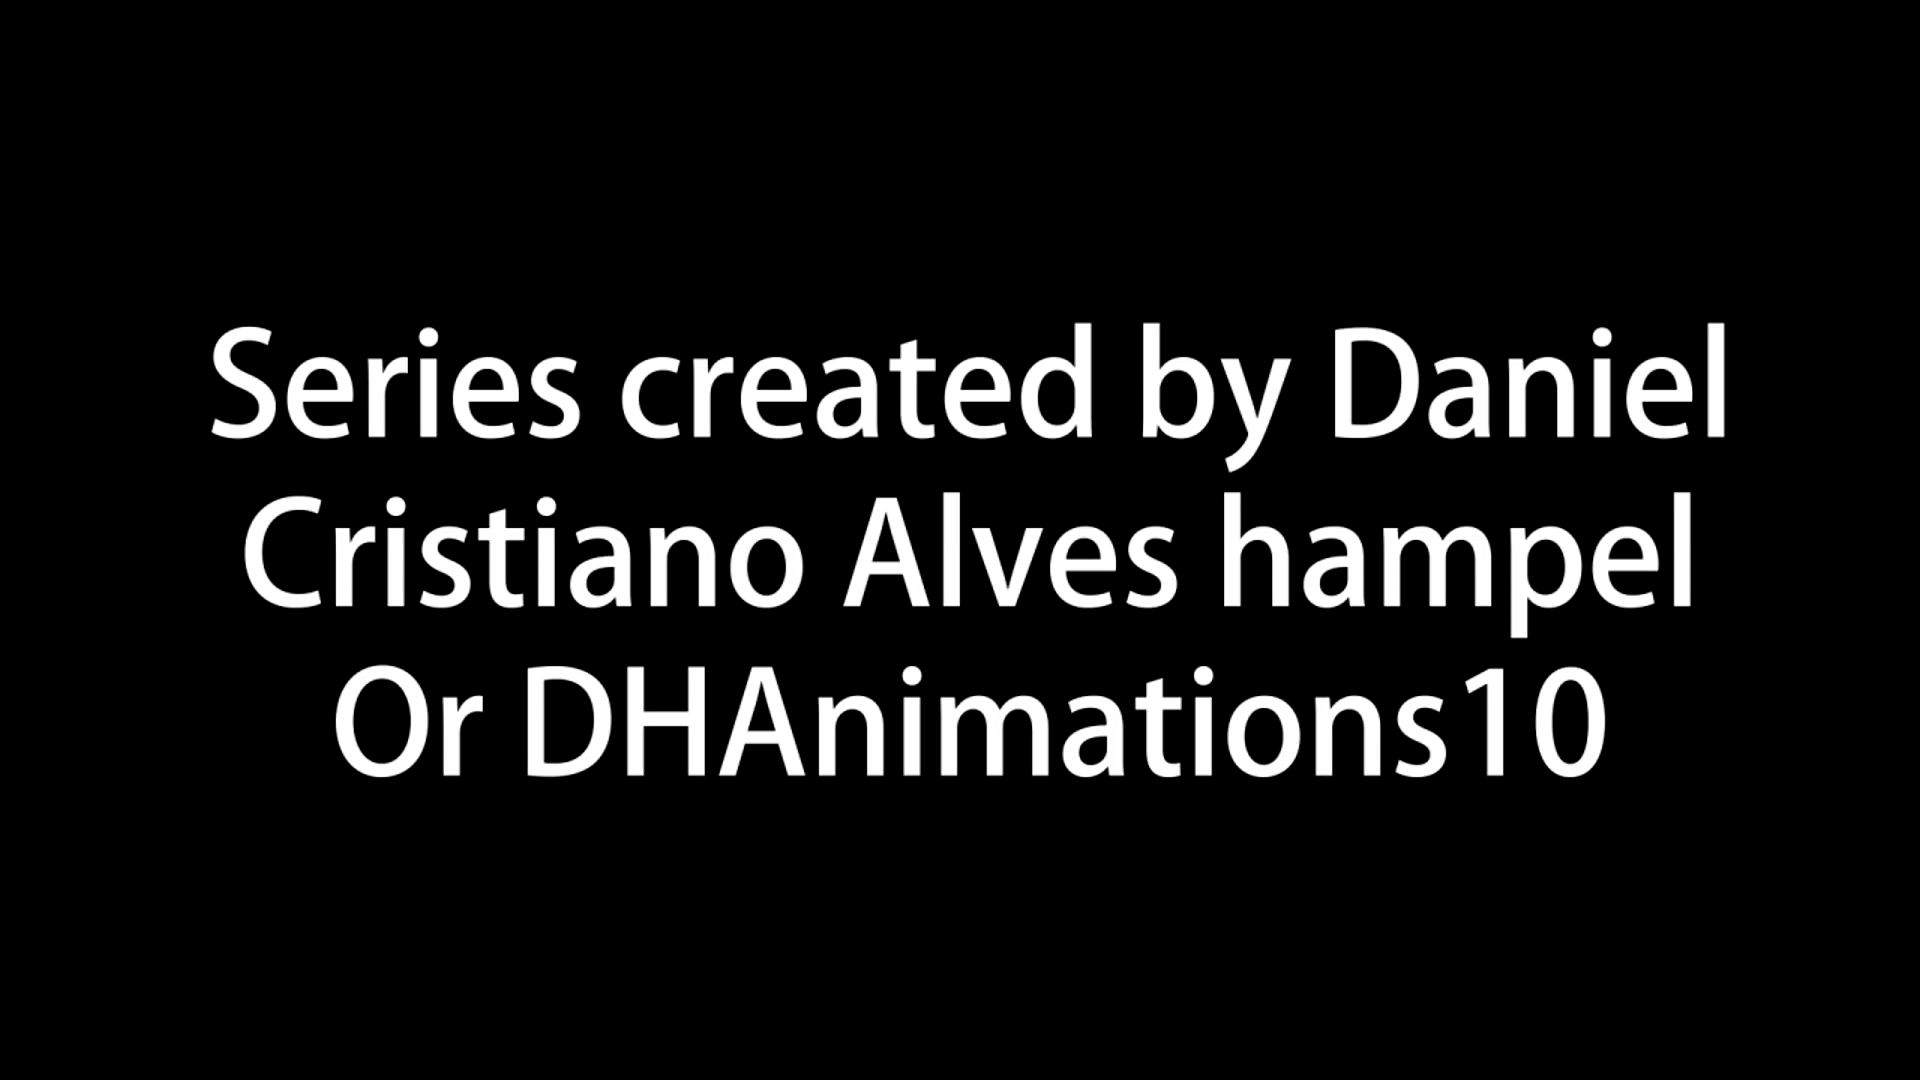 Series created by Daniel
Cristiano Alves hampel
Or DHAnimations10